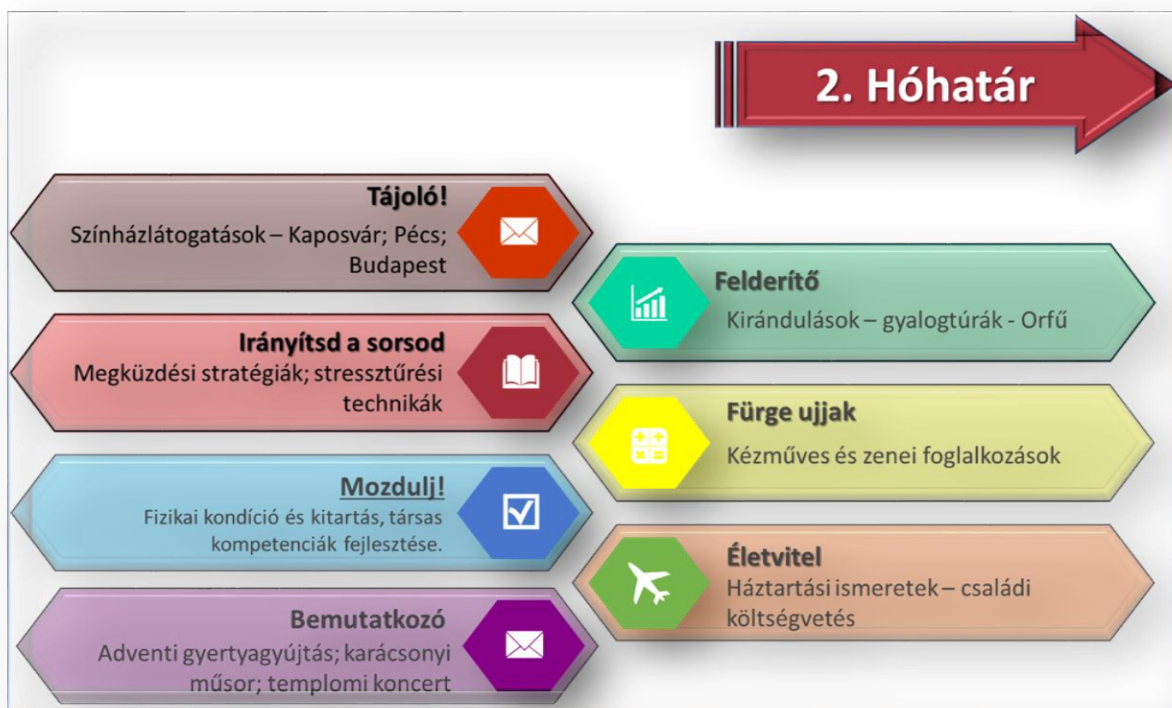 2. Hóhatár
Tájoló!
Színházlátogatások – Kaposvár; Pécs;
Budapest
Irányítsd a sorsod
Megküzdési stratégiák; stressztűrési
technikák
Mozdulj!
Fizikai kondíció és kitartás, társas
kompetenciák fejlesztése.
Bemutatkozó
Adventi gyertyagyújtás; karácsonyi
műsor; templomi koncert
Felderítő
Kirándulások – gyalogtúrák - Orfű
Fürge ujjak
Kézműves és zenei foglalkozások
Életvitel
Háztartási ismeretek – családi
költségvetés